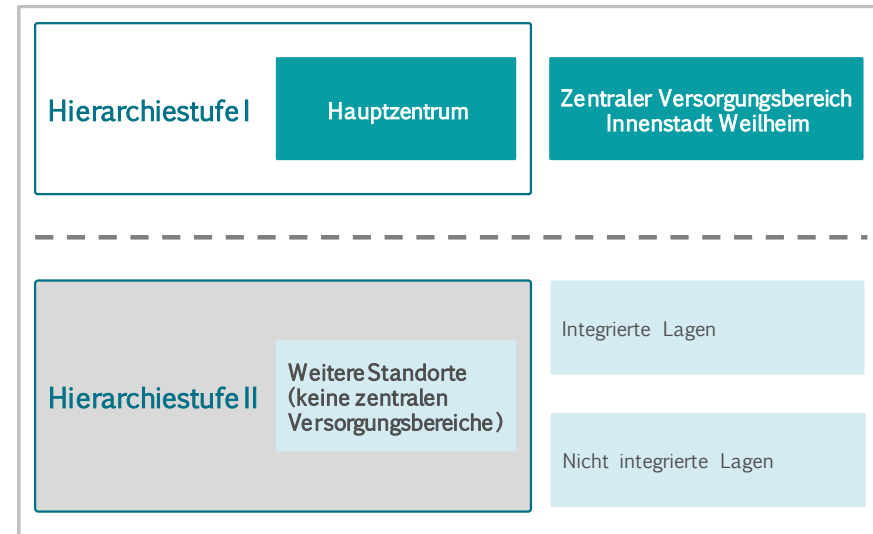 Hierarchiestufe I
Hauptzentrum
Zentraler Versorgungsbereich
Innenstadt Weilheim
Hierarchiestufe II
Weitere Standorte
(keine zentralen
Versorgungsbereiche)
Integrierte Lagen
Nicht integrierte Lagen